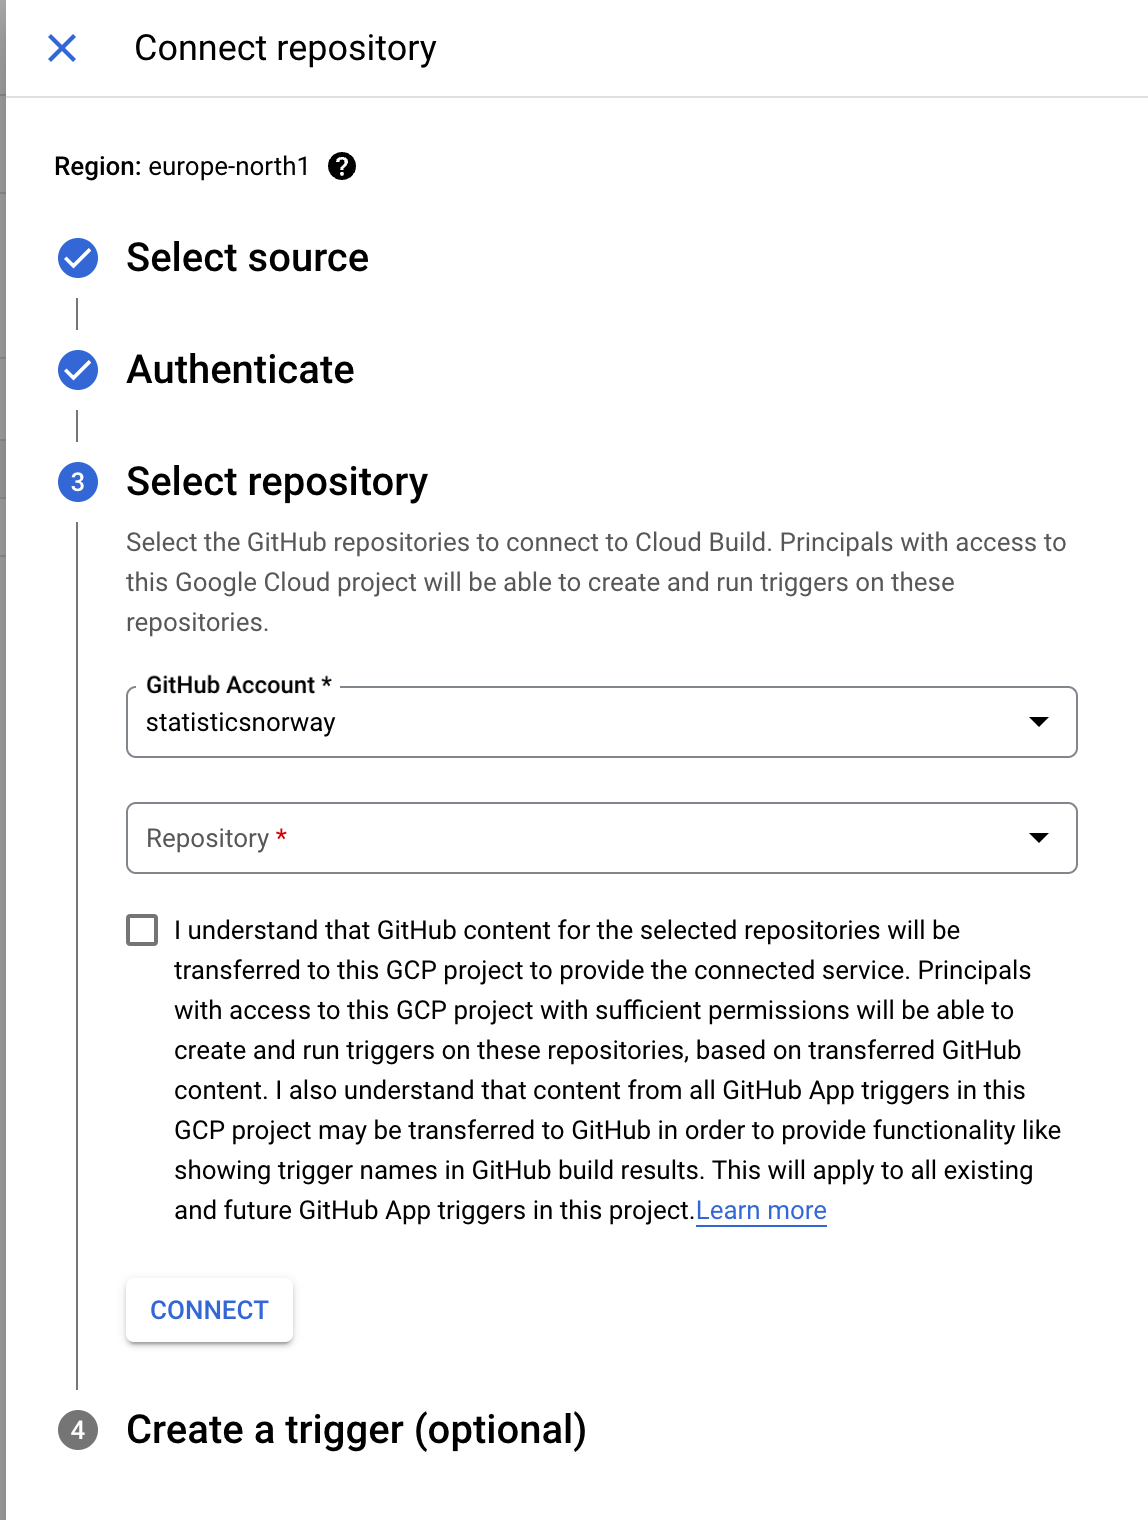 Connect repository
Region: europe-north1 ?
Select source
Authenticate
3 Select repository
Select the GitHub repositories to connect to Cloud Build. Principals with access to
this Google Cloud project will be able to create and run triggers on these
repositories.
GitHub Account *
statisticsnorway
Repository *
I understand that GitHub content for the selected repositories will be
transferred to this GCP project to provide the connected service. Principals
with access to this GCP project with sufficient permissions will be able to
create and run triggers on these repositories, based on transferred GitHub
content. I also understand that content from all GitHub App triggers in this
GCP project may be transferred to GitHub in order to provide functionality like
showing trigger names in GitHub build results. This will apply to all existing
and future GitHub App triggers in this project.Learn more
CONNECT
4 Create a trigger (optional)